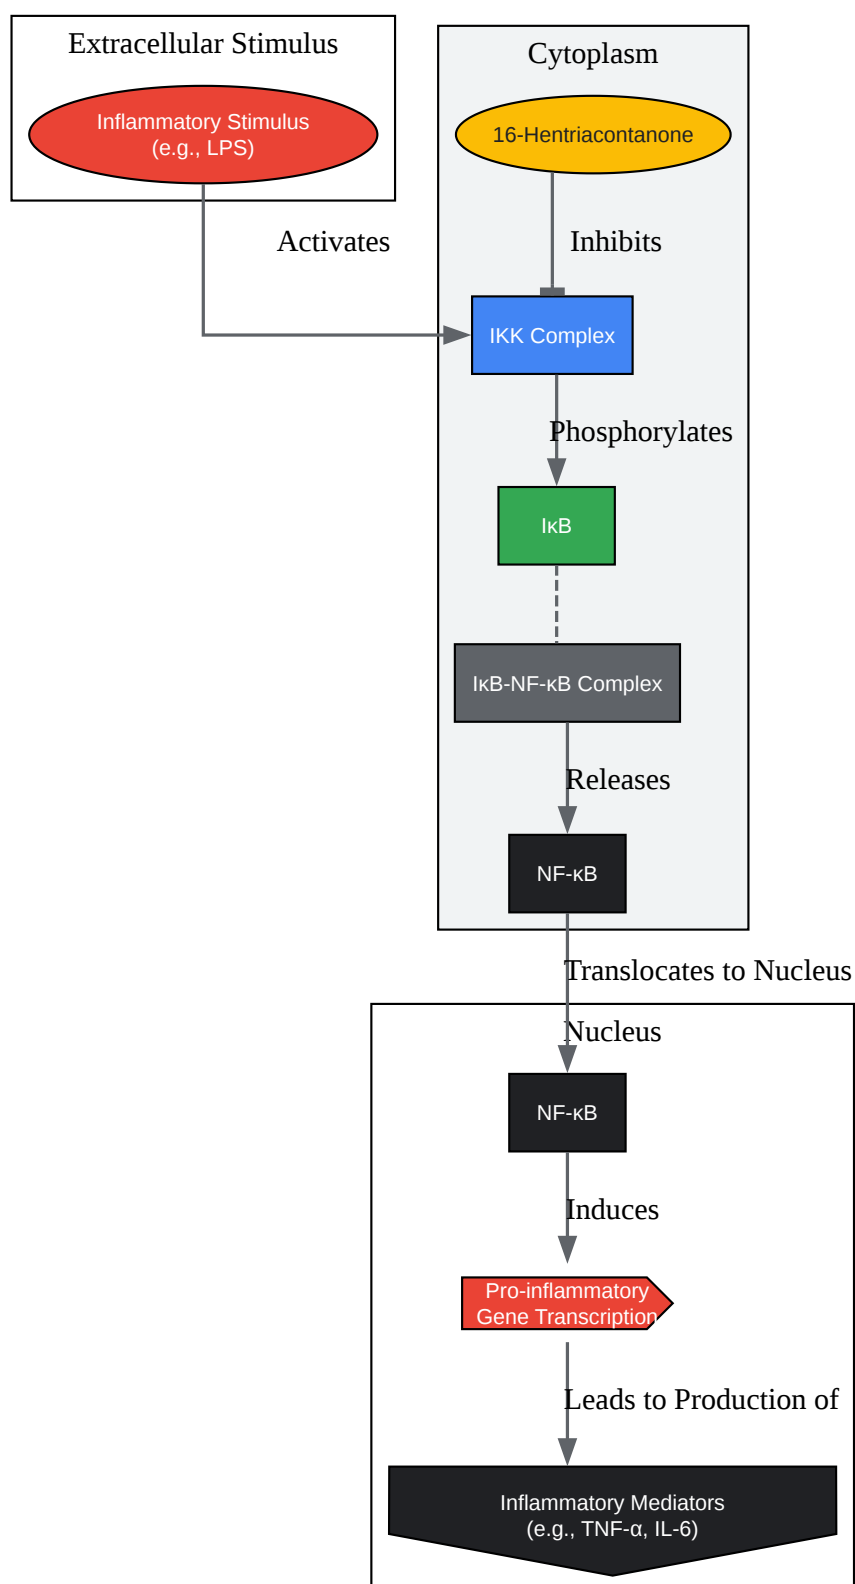 Extracellular Stimulus
Inflammatory Stimulus
(e.g., LPS)
Cytoplasm
16-Hentriacontanone
Activates
Inhibits
IKK Complex
Phosphorylates
IκB
IκB-NF-κB Complex
Releases
NF-κB
Translocates to Nucleus
Nucleus
NF-κB
Induces
Pro-inflammatory
Gene Transcription
Leads to Production of
Inflammatory Mediators
(e.g., TNF-α, IL-6)